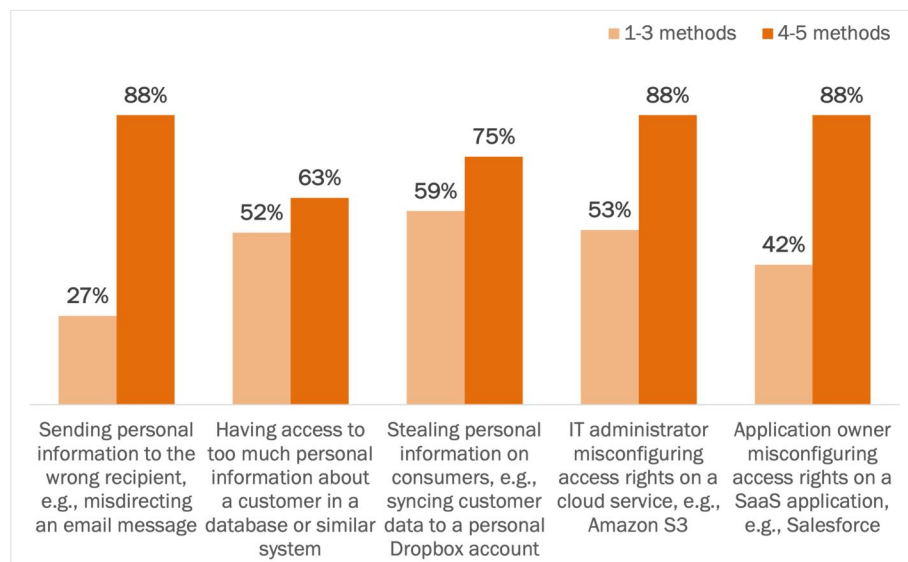 1-3 methods 4-5 methods
88% 88% 88%
75%
63%
59%
52% 53%
42%
27%
Sending personal
information to the
wrong recipient,
e.g., misdirecting
an email message
Having access to
too much personal
information about
a customer in a
database or similar
system
Stealing personal
information on
consumers, e.g.,
syncing customer
data to a personal
Dropbox account
IT administrator
misconfiguring
access rights on a
cloud service, e.g.,
Amazon S3
Application owner
misconfiguring
access rights on a
SaaS application,
e.g., Salesforce